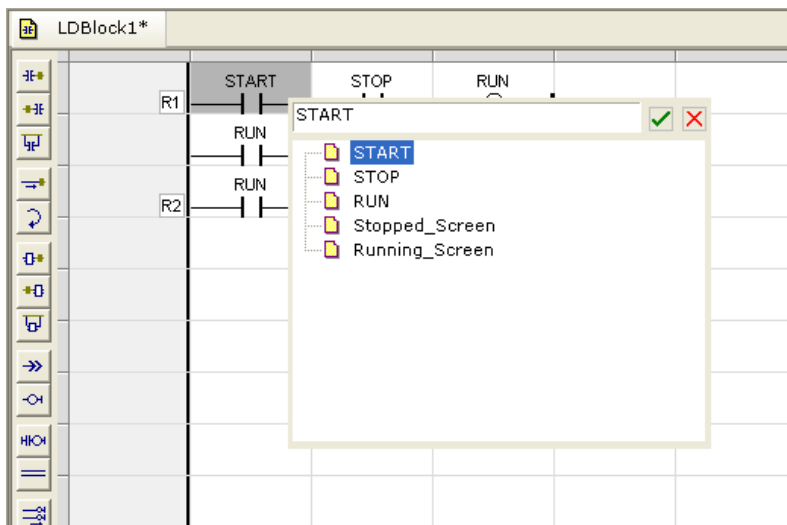 LDBlock1*
START STOP RUN
R1
START
RUN
START
STOP
RUN
R2
RUN
Stopped_Screen
Running_Screen